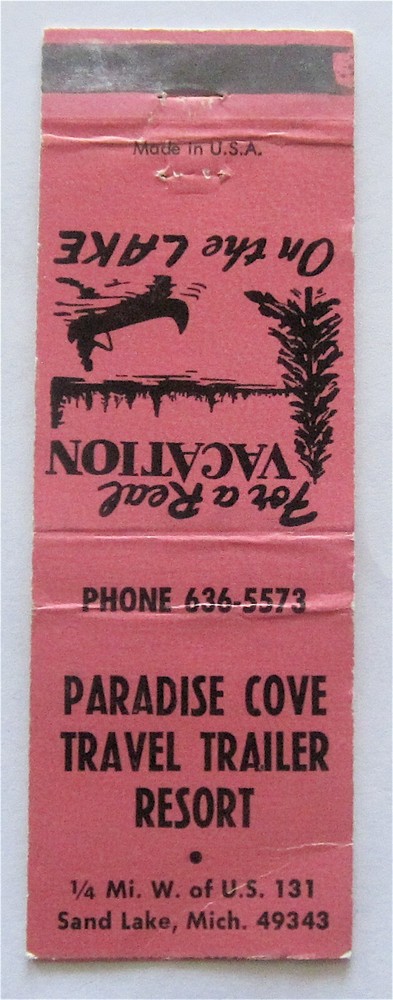 Made in U.S.A.
For a Real
VACATION
On the LAKE
PHONE 636-5573
PARADISE COVE
TRAVEL TRAILER
RESORT
•
1/4 Mi. W. of U.S. 131
Sand Lake, Mich. 49343